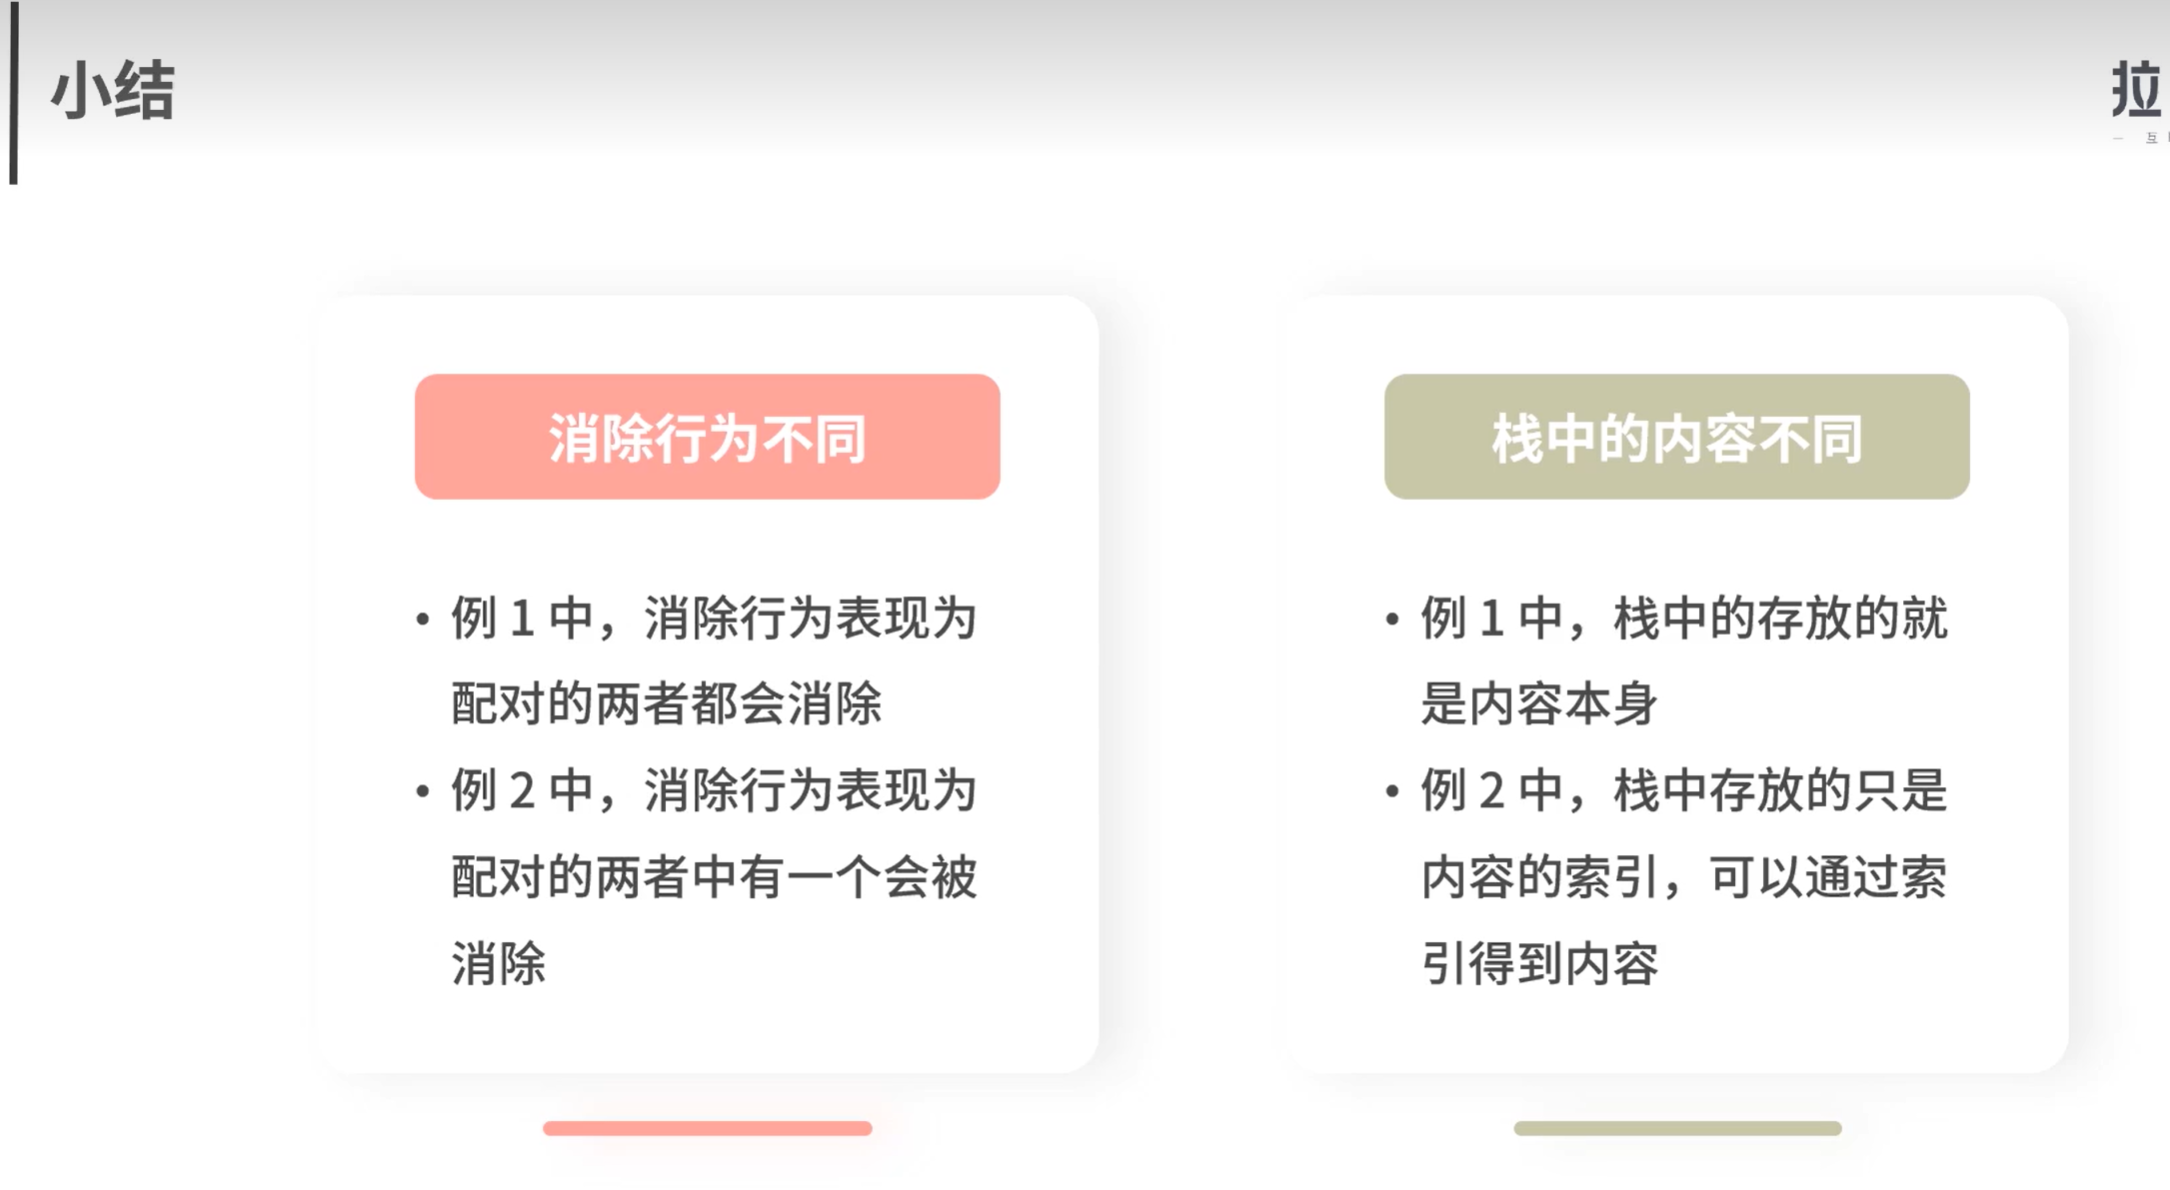 小结
拉
— 互
消除行为不同
• 例 1 中，消除行为表现为
配对的两者都会消除
• 例 2 中，消除行为表现为
配对的两者中有一个会被
消除
栈中的内容不同
• 例 1 中，栈中的存放的就
是内容本身
• 例 2 中，栈中存放的只是
内容的索引，可以通过索
引得到内容